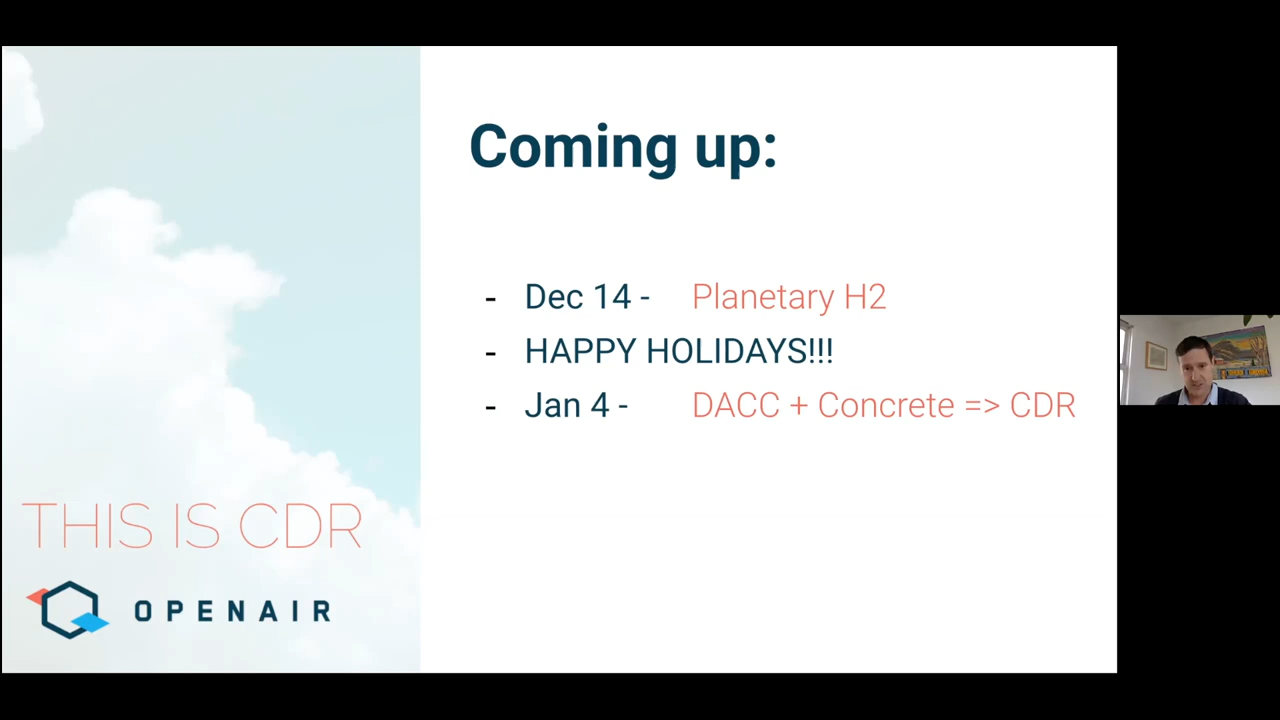 Coming up:
- Dec 14 - Planetary H2
- HAPPY HOLIDAYS!!!
- Jan 4 - DACC + Concrete => CDR
THIS IS CDR
OPENAIR